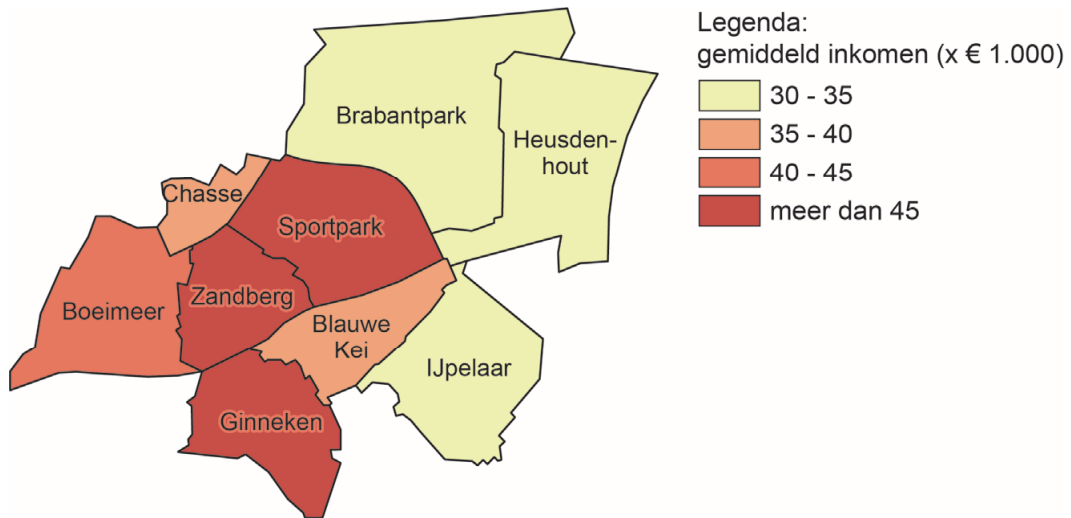 Legenda:
gemiddeld inkomen (x € 1.000)
30 - 35
35 - 40
40 - 45
meer dan 45
Brabantpark
Heusden-
hout
Chasse
Sportpark
Zandberg
Boeimeer
Blauwe
Kei
IJpelaar
Ginneken